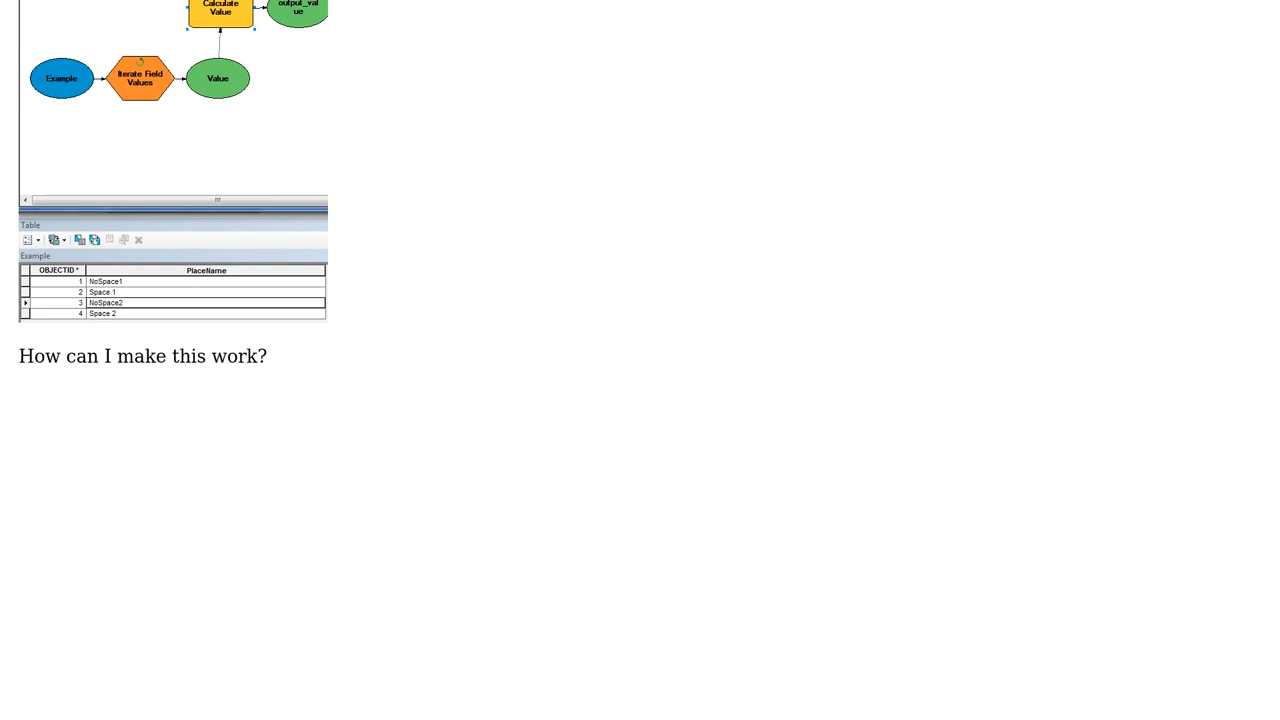 Calculate
Value
output_val
ue
Example
Iterate Field
Values
Value
Table
Example
OBJECTID * PlaceName
1 NoSpace1
2 Space 1
3 NoSpace2
4 Space 2
How can I make this work?